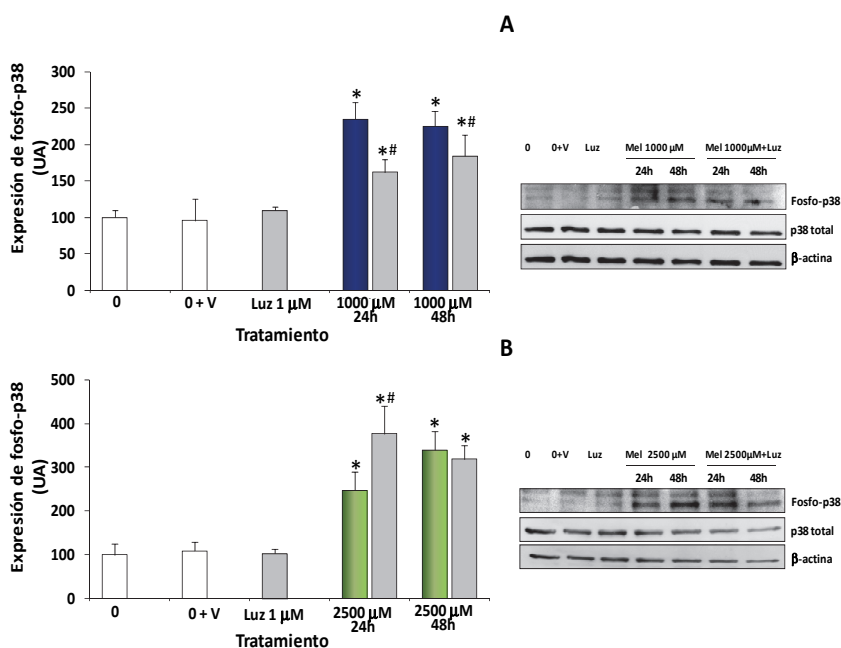 A
Expresión de fosfo-p38
(UA)
300
250
200
150
100
50
0
*
*#
*
*#
0
0 + V
Luz 1 μM
1000 μM
24h
1000 μM
48h
Tratamiento
0
0+V
Luz
Mel 1000 μM
Mel 1000μM+Luz
24h
48h
24h
48h
Fosfo-p38
p38 total
β-actina
B
Expresión de fosfo-p38
(UA)
500
400
300
200
100
0
*
*#
*
*
0
0 + V
Luz 1 μM
2500 μM
24h
2500 μM
48h
Tratamiento
0
0+V
Luz
Mel 2500 μM
Mel 2500μM+Luz
24h
48h
24h
48h
Fosfo-p38
p38 total
β-actina